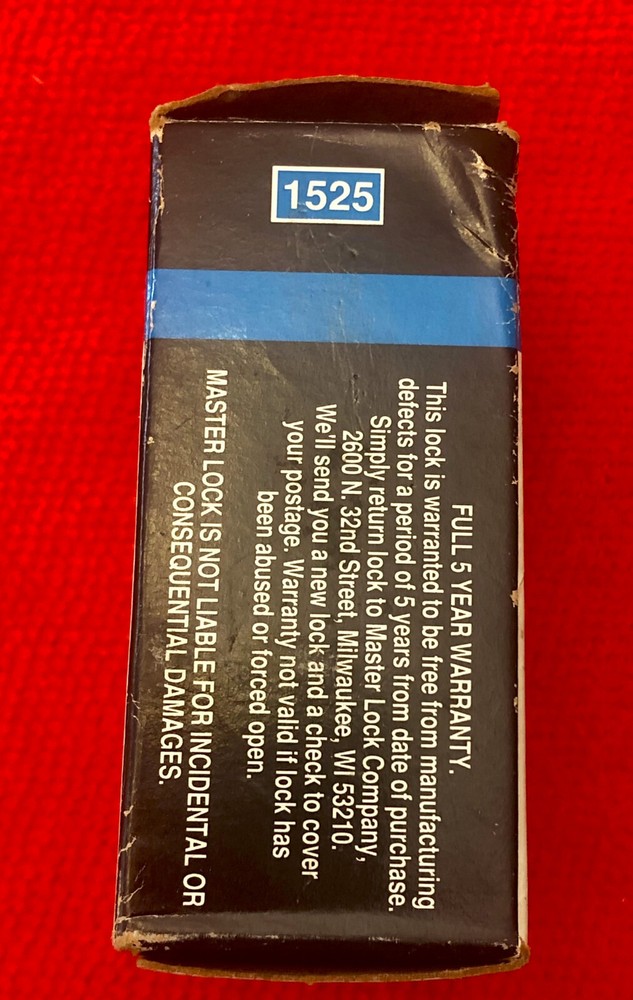 1525
FULL 5 YEAR WARRANTY.
This lock is warranted to be free from manufacturing
defects for a period of 5 years from date of purchase.
Simply return lock to Master Lock Company,
2600 N. 32nd Street, Milwaukee, WI 53210.
We'll send you a new lock and a check to cover
your postage. Warranty not valid if lock has
been abused or forced open.
MASTER LOCK IS NOT LIABLE FOR INCIDENTAL OR
CONSEQUENTIAL DAMAGES.